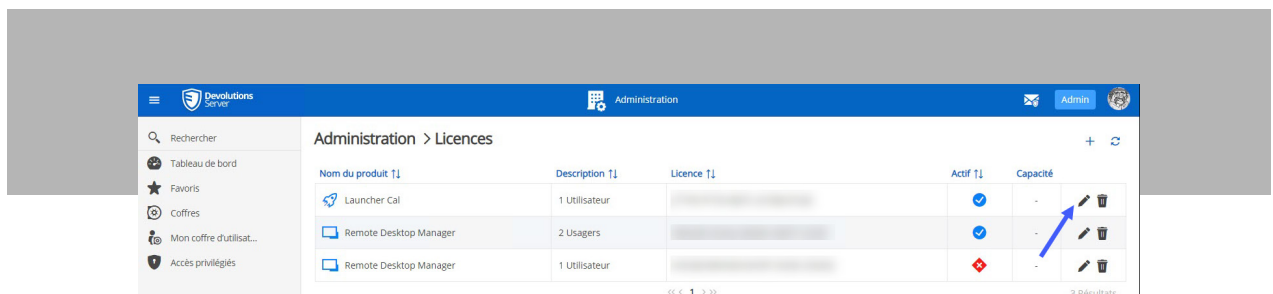 Devolutions
Server
Administration
Admin
Rechercher
Administration > Licences
Tableau de bord
Favoris
Coffres
Mon coffre d'utilisat...
Accès privilégiés
Nom du produit ↑↓ Description ↑↓ Licence ↑↓ Actif ↑↓ Capacité
Launcher Cal 1 Utilisateur -
Remote Desktop Manager 2 Usagers -
Remote Desktop Manager 1 Utilisateur -
<< < 1 > >> 3 Résultats